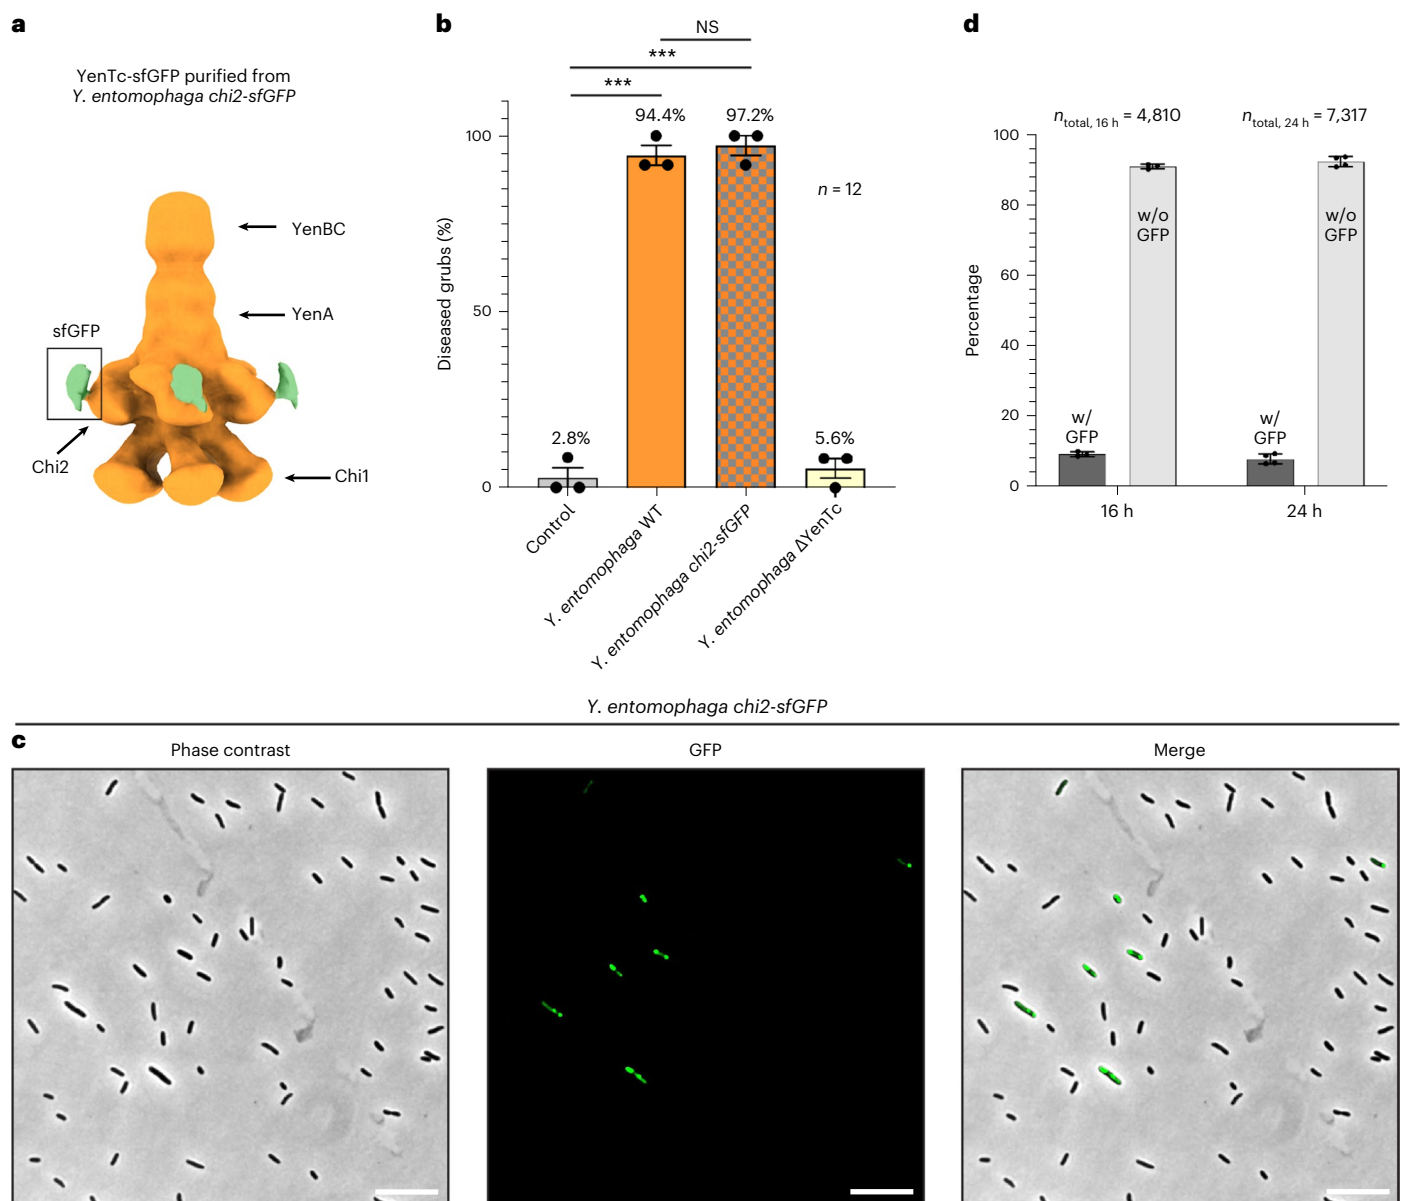 a
YenTc-sfGFP purified from
Y. entomophaga chi2-sfGFP
YenBC
YenA
sfGFP
Chi2
Chi1
b
NS
***
***
94.4%
97.2%
n = 12
2.8%
5.6%
Diseased grubs (%)
100
50
0
Control
Y. entomophaga WT
Y. entomophaga chi2-sfGFP
Y. entomophaga ΔYenTc
d
ntotal, 16 h = 4,810
ntotal, 24 h = 7,317
Percentage
100
80
60
40
20
0
w/
GFP
w/o
GFP
w/
GFP
w/o
GFP
16 h
24 h
Y. entomophaga chi2-sfGFP
c
Phase contrast
GFP
Merge